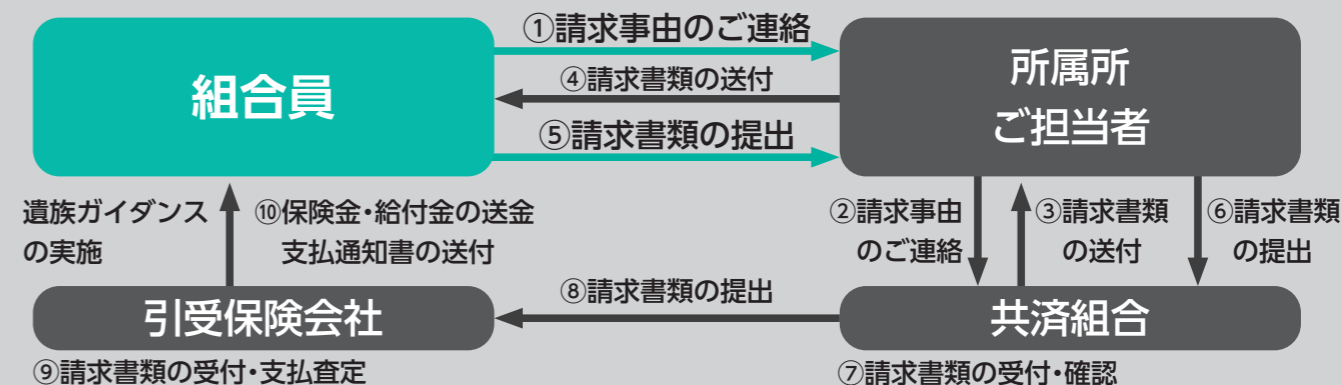 ①請求事由のご連絡
組合員
④請求書類の送付
所属所
ご担当者
⑤請求書類の提出
遺族ガイダンス
の実施
⑩保険金・給付金の送金
支払通知書の送付
②請求事由
のご連絡
③請求書類
の送付
⑥請求書類
の提出
⑧請求書類の提出
引受保険会社
共済組合
⑨請求書類の受付・支払査定
⑦請求書類の受付・確認